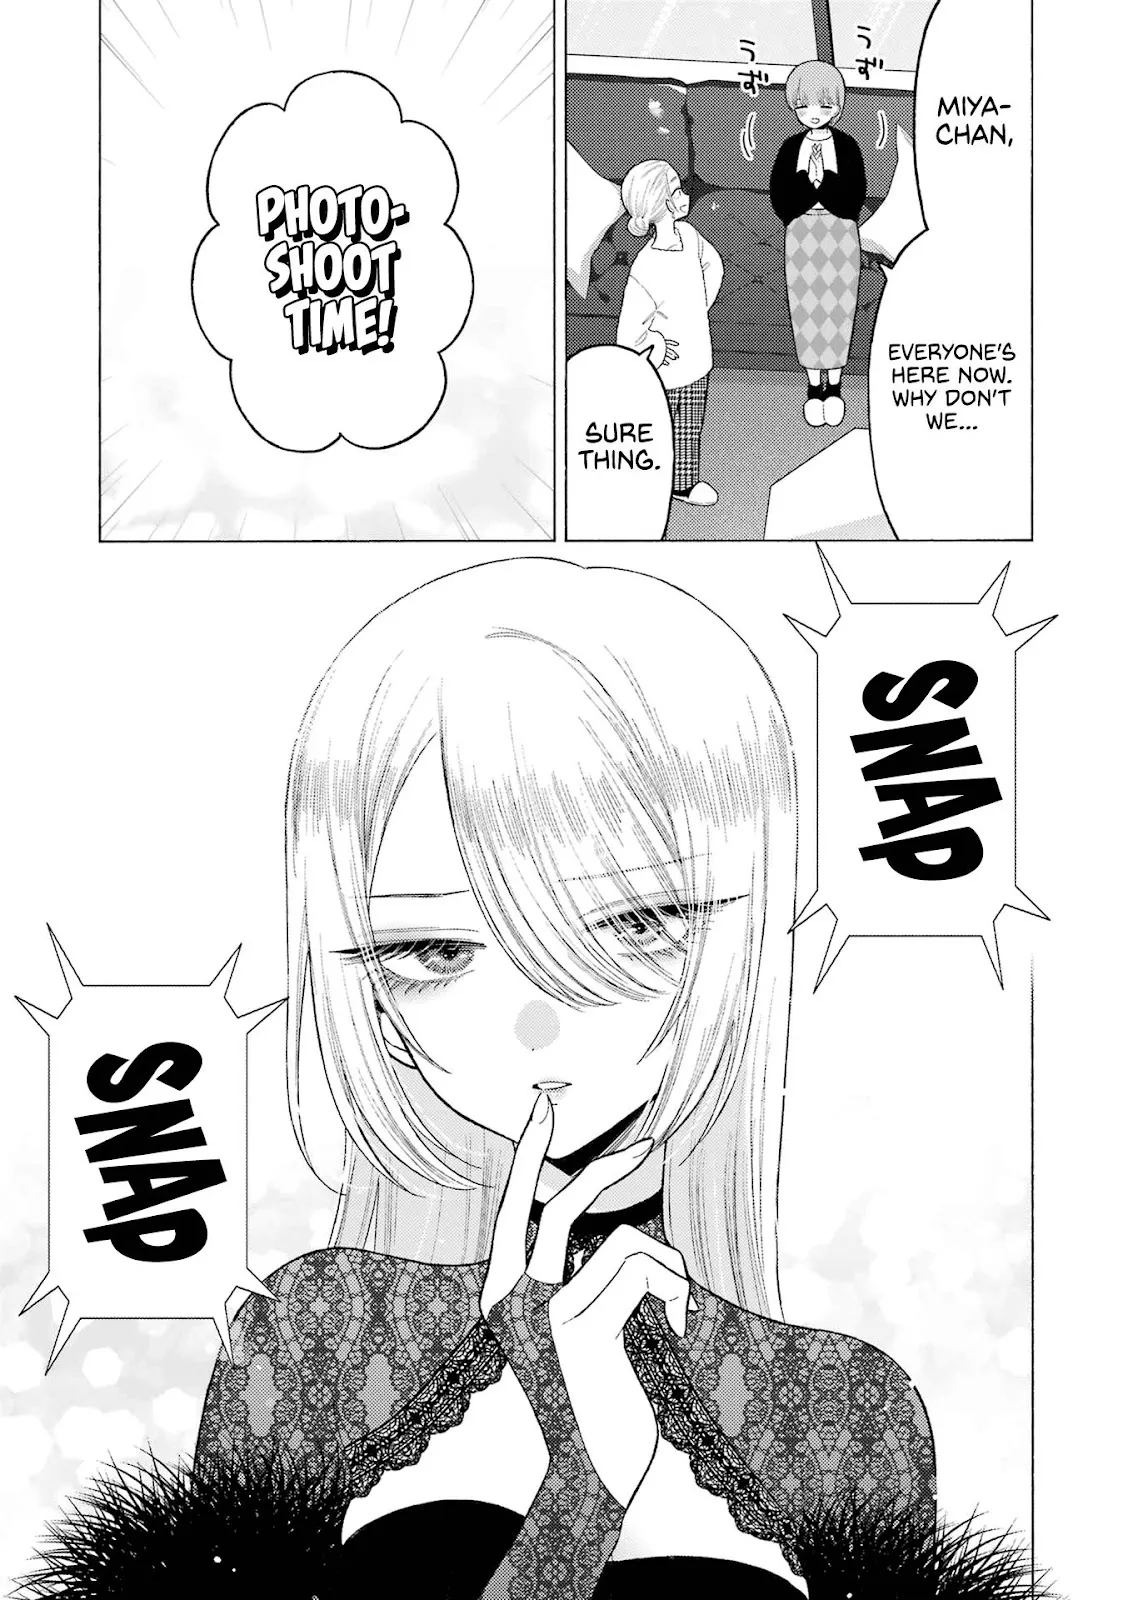 MIYA-
CHAN,
うず
うず
EVERYONE'S
HERE NOW.
WHY DON'T
WE...
SURE
THING.
PHOTO-
SHOOT
TIME!
SNAP
SNAP